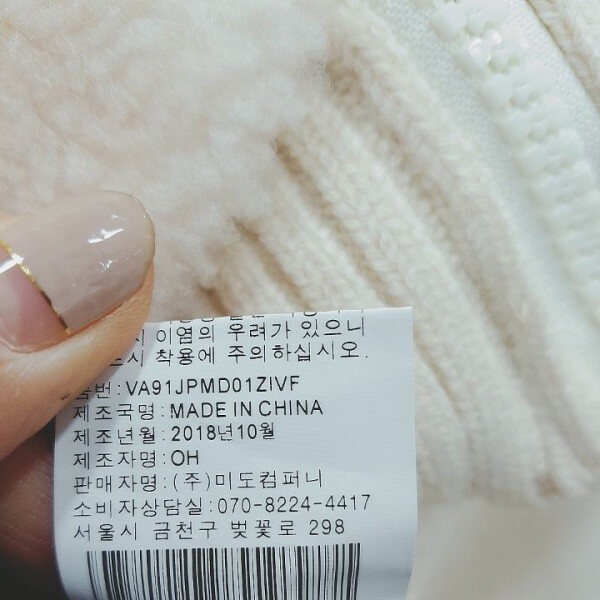 이염의 우려가 있으니
착용에 주의하십시오.
품번:VA91JPMD01ZIVF
제조국명:MADE IN CHINA
제조년월:2018년10월
제조자명:OH
판매자명:(주)미도컴퍼니
소비자상담실:070-8224-4417
서울시 금천구 벚꽃로 298